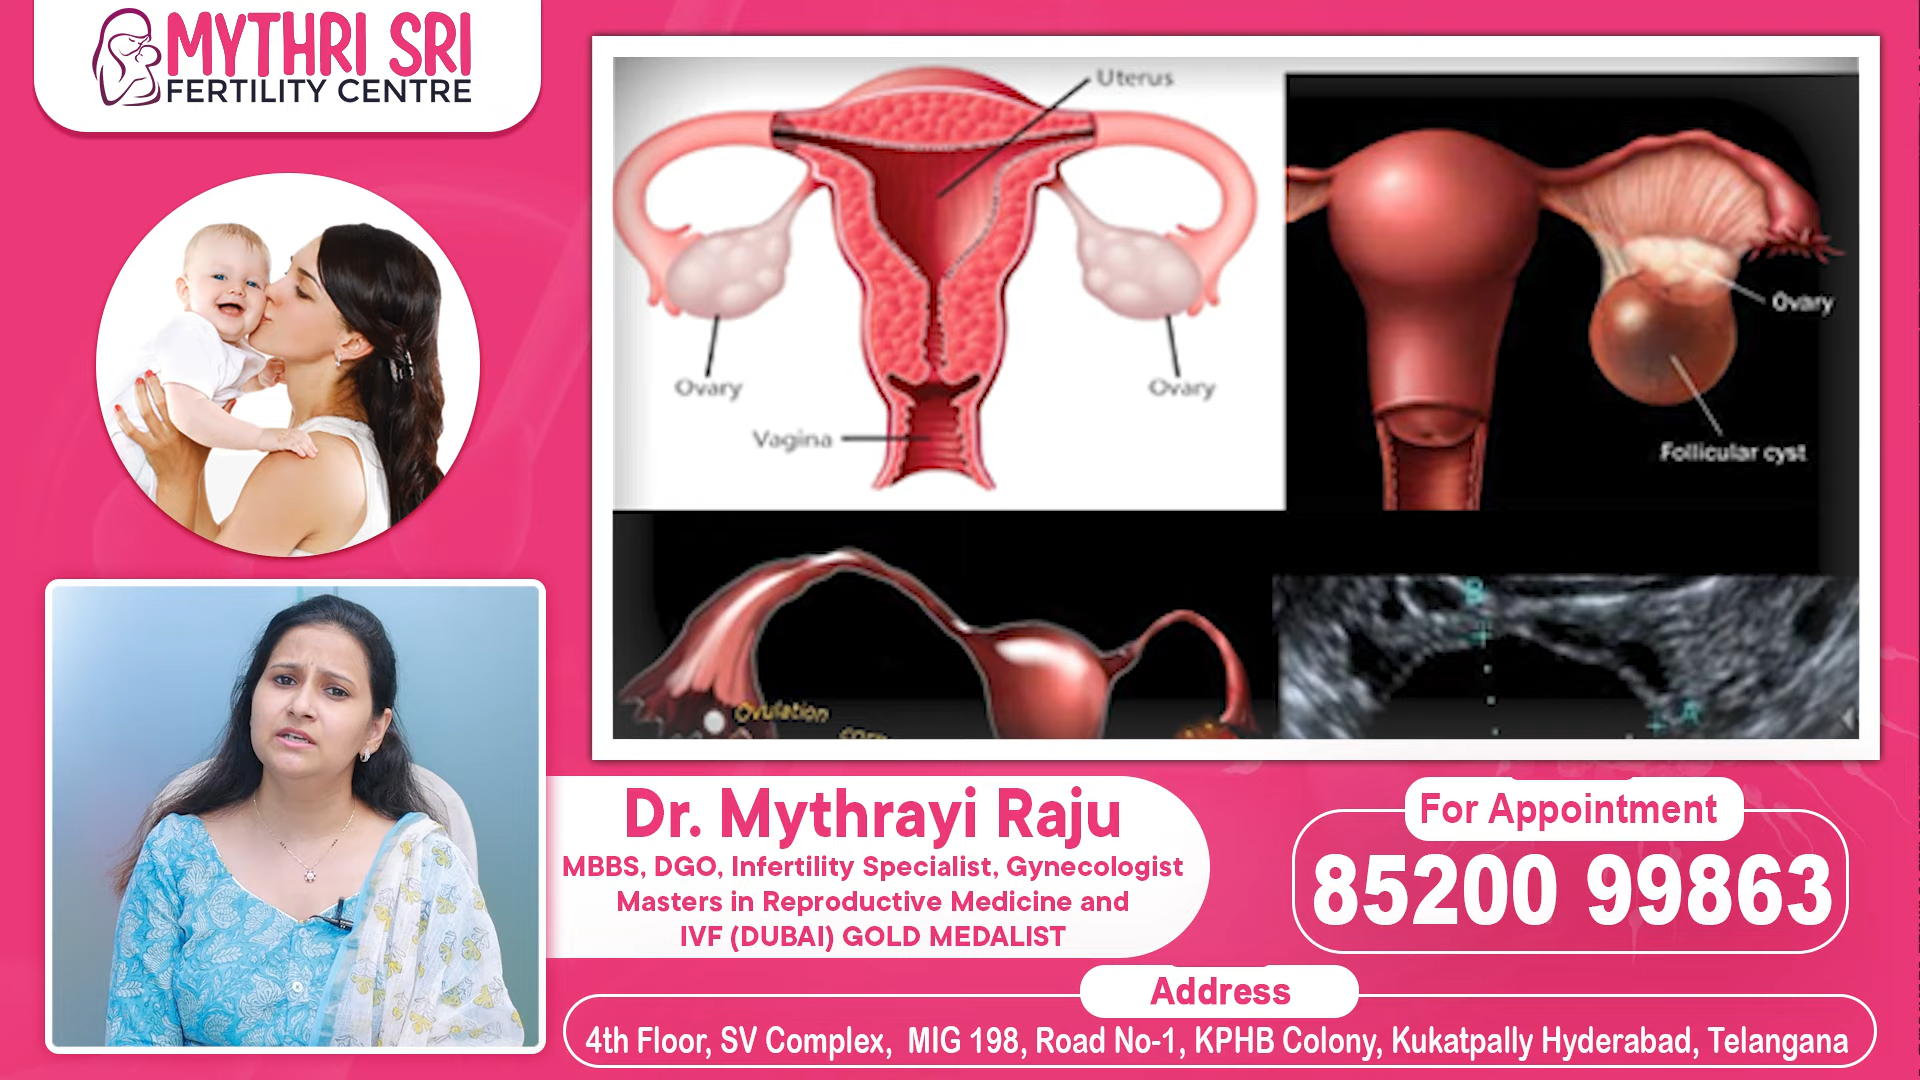 MYTHRI SRI
FERTILITY CENTRE
Uterus
Ovary
Ovary
Vagina
Ovary
Follicular cyst
Ovulation
B
A
Dr. Mythrayi Raju
MBBS, DGO, Infertility Specialist, Gynecologist
Masters in Reproductive Medicine and
IVF (DUBAI) GOLD MEDALIST
For Appointment
85200 99863
Address
4th Floor, SV Complex, MIG 198, Road No-1, KPHB Colony, Kukatpally Hyderabad, Telangana